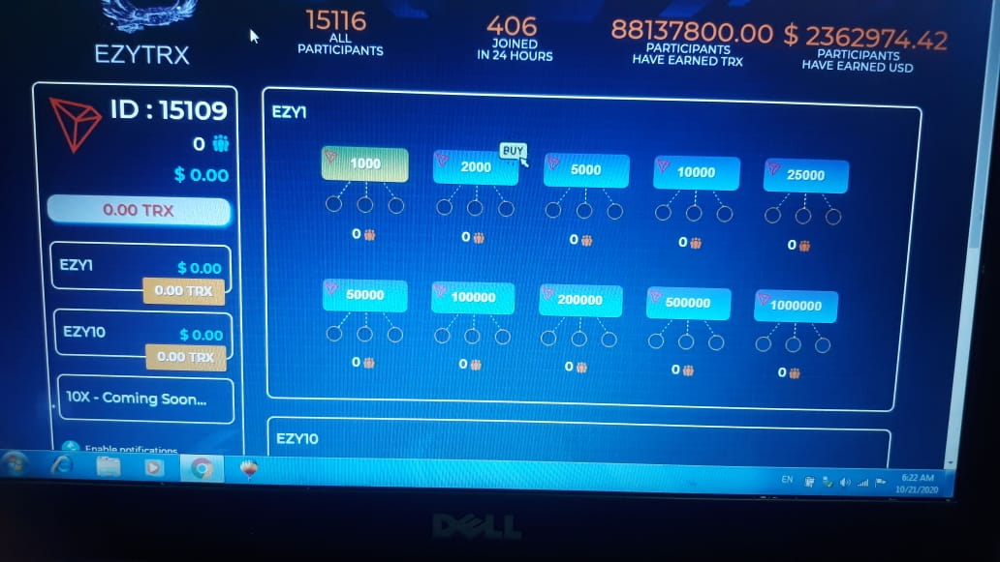 15116
ALL
PARTICIPANTS
406
JOINED
IN 24 HOURS
88137800.00
PARTICIPANTS
HAVE EARNED TRX
$ 2362974.42
PARTICIPANTS
HAVE EARNED USD
EZYTRX
ID : 15109
0
$ 0.00
0.00 TRX
EZY1
$ 0.00
0.00 TRX
EZY10
$ 0.00
0.00 TRX
10X - Coming Soon...
Enable notifications
EZY1
BUY
1000
2000
5000
10000
25000
0
0
0
0
0
50000
100000
200000
500000
1000000
0
0
0
0
0
EZY10
EN
6:22 AM
10/21/2020
DELL